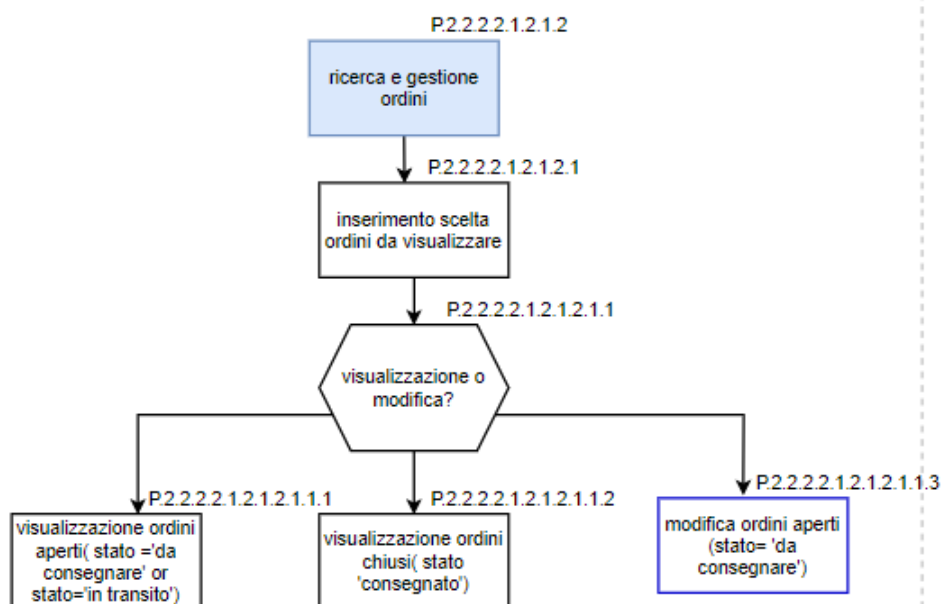 P.2.2.2.2.1.2.1.2
ricerca e gestione
ordini
P.2.2.2.2.1.2.1.2.1
inserimento scelta
ordini da visualizzare
P.2.2.2.2.1.2.1.2.1.1
visualizzazione o
modifica?
P.2.2.2.2.1.2.1.2.1.1.1
visualizzazione ordini
aperti( stato ='da
consegnare' or
stato='in transito')
P.2.2.2.2.1.2.1.2.1.1.2
visualizzazione ordini
chiusi( stato
'consegnato')
P.2.2.2.2.1.2.1.2.1.1.3
modifica ordini aperti
(stato= 'da
consegnare')